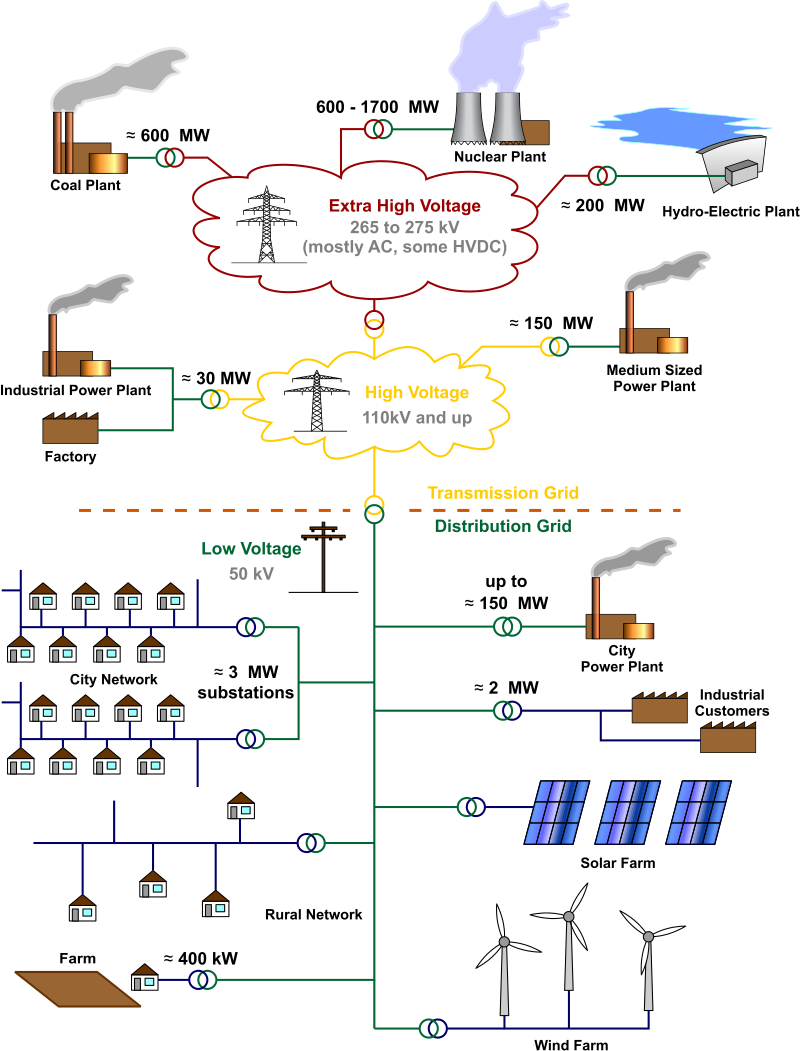 600 - 1700 MW
≈ 600 MW
Nuclear Plant
Coal Plant
Extra High Voltage
265 to 275 kV
(mostly AC, some HVDC)
≈ 200 MW
Hydro-Electric Plant
≈ 150 MW
Medium Sized
Power Plant
Industrial Power Plant
≈ 30 MW
High Voltage
110kV and up
Factory
Transmission Grid
Distribution Grid
Low Voltage
50 kV
up to
≈ 150 MW
City
Power Plant
≈ 3 MW
substations
City Network
≈ 2 MW
Industrial
Customers
Solar Farm
Rural Network
Farm
≈ 400 kW
Wind Farm